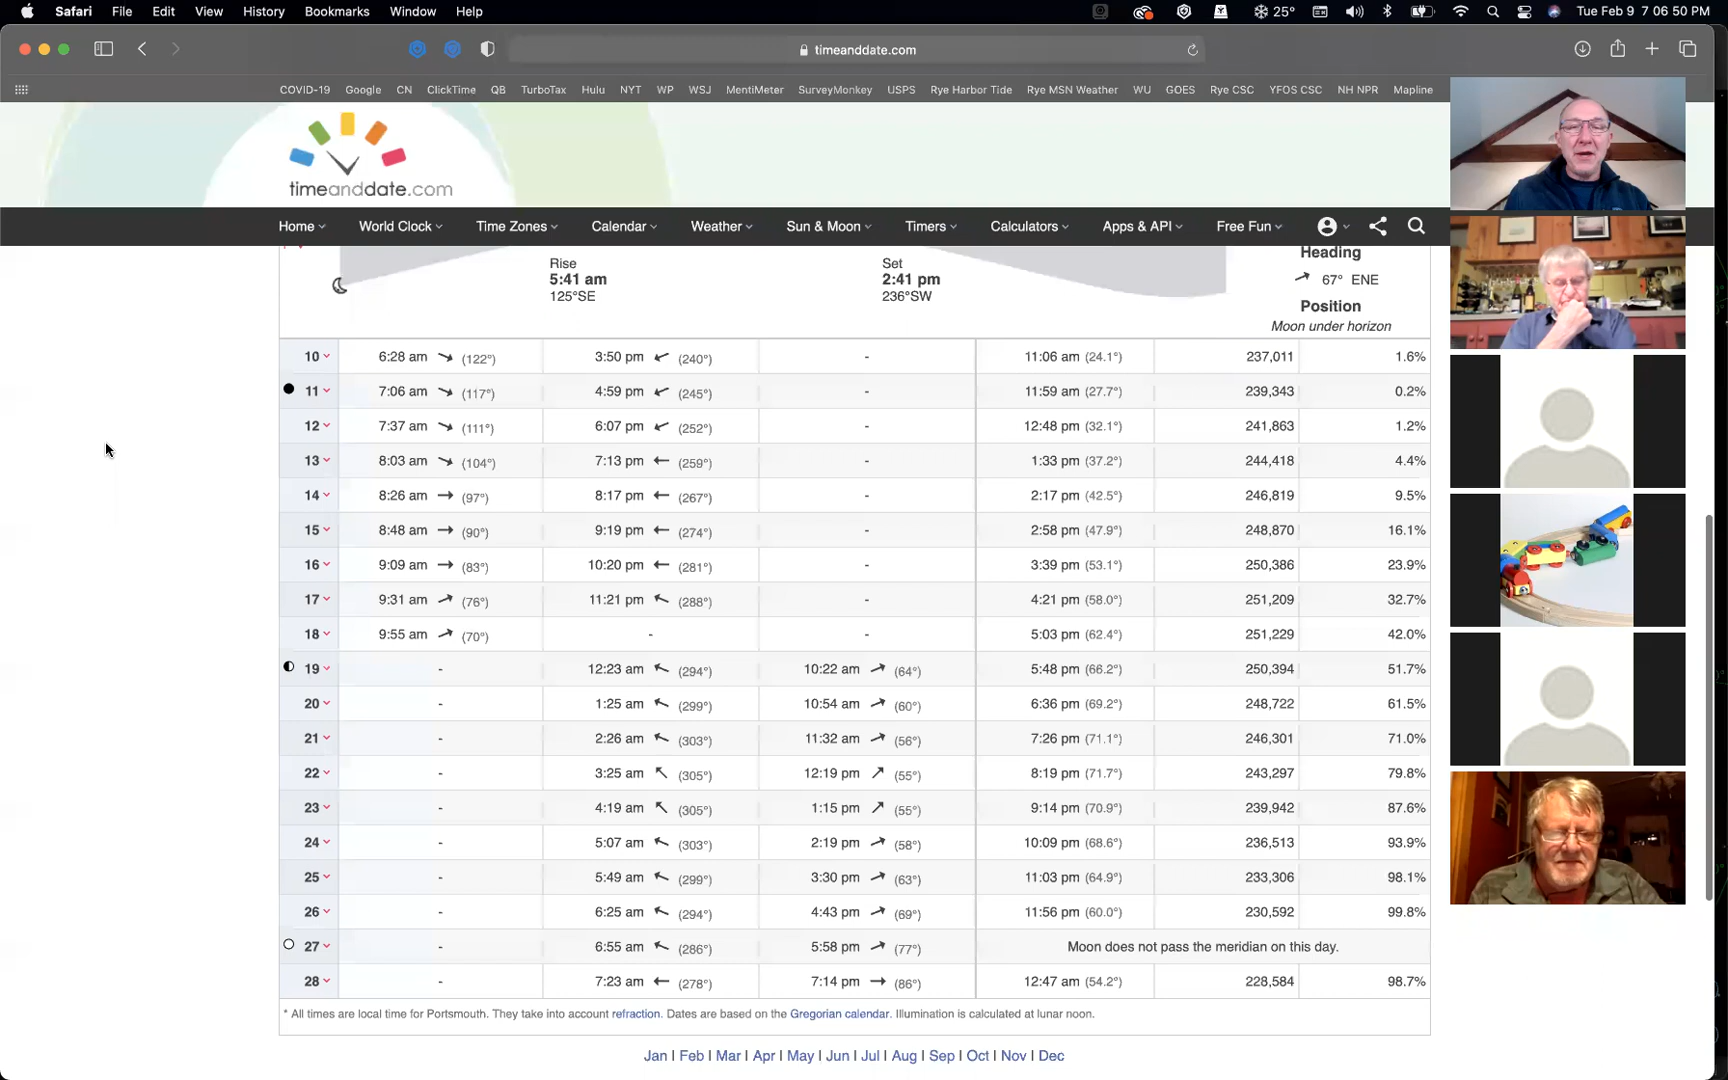 Safari File Edit View History Bookmarks Window Help 25° Tue Feb 9 7 06 50 PM
timeanddate.com
COVID-19 Google CN ClickTime QB TurboTax Hulu NYT WP WSJ MentiMeter SurveyMonkey USPS Rye Harbor Tide Rye MSN Weather WU GOES Rye CSC YFOS CSC NH NPR Mapline
timeanddate.com
Home World Clock Time Zones Calendar Weather Sun & Moon Timers Calculators Apps & API Free Fun
Rise
5:41 am
125°SE
Set
2:41 pm
236°SW
Heading
67° ENE
Position
Moon under horizon
10 6:28 am (122°) 3:50 pm (240°) - 11:06 am (24.1°) 237,011 1.6%
11 7:06 am (117°) 4:59 pm (245°) - 11:59 am (27.7°) 239,343 0.2%
12 7:37 am (111°) 6:07 pm (252°) - 12:48 pm (32.1°) 241,863 1.2%
13 8:03 am (104°) 7:13 pm (259°) - 1:33 pm (37.2°) 244,418 4.4%
14 8:26 am (97°) 8:17 pm (267°) - 2:17 pm (42.5°) 246,819 9.5%
15 8:48 am (90°) 9:19 pm (274°) - 2:58 pm (47.9°) 248,870 16.1%
16 9:09 am (83°) 10:20 pm (281°) - 3:39 pm (53.1°) 250,386 23.9%
17 9:31 am (76°) 11:21 pm (288°) - 4:21 pm (58.0°) 251,209 32.7%
18 9:55 am (70°) - - 5:03 pm (62.4°) 251,229 42.0%
19 - 12:23 am (294°) 10:22 am (64°) 5:48 pm (66.2°) 250,394 51.7%
20 - 1:25 am (299°) 10:54 am (60°) 6:36 pm (69.2°) 248,722 61.5%
21 - 2:26 am (303°) 11:32 am (56°) 7:26 pm (71.1°) 246,301 71.0%
22 - 3:25 am (305°) 12:19 pm (55°) 8:19 pm (71.7°) 243,297 79.8%
23 - 4:19 am (305°) 1:15 pm (55°) 9:14 pm (70.9°) 239,942 87.6%
24 - 5:07 am (303°) 2:19 pm (58°) 10:09 pm (68.6°) 236,513 93.9%
25 - 5:49 am (299°) 3:30 pm (63°) 11:03 pm (64.9°) 233,306 98.1%
26 - 6:25 am (294°) 4:43 pm (69°) 11:56 pm (60.0°) 230,592 99.8%
27 - 6:55 am (286°) 5:58 pm (77°) Moon does not pass the meridian on this day.
28 - 7:23 am (278°) 7:14 pm (86°) 12:47 am (54.2°) 228,584 98.7%
* All times are local time for Portsmouth. They take into account refraction. Dates are based on the Gregorian calendar. Illumination is calculated at lunar noon.
Jan | Feb | Mar | Apr | May | Jun | Jul | Aug | Sep | Oct | Nov | Dec